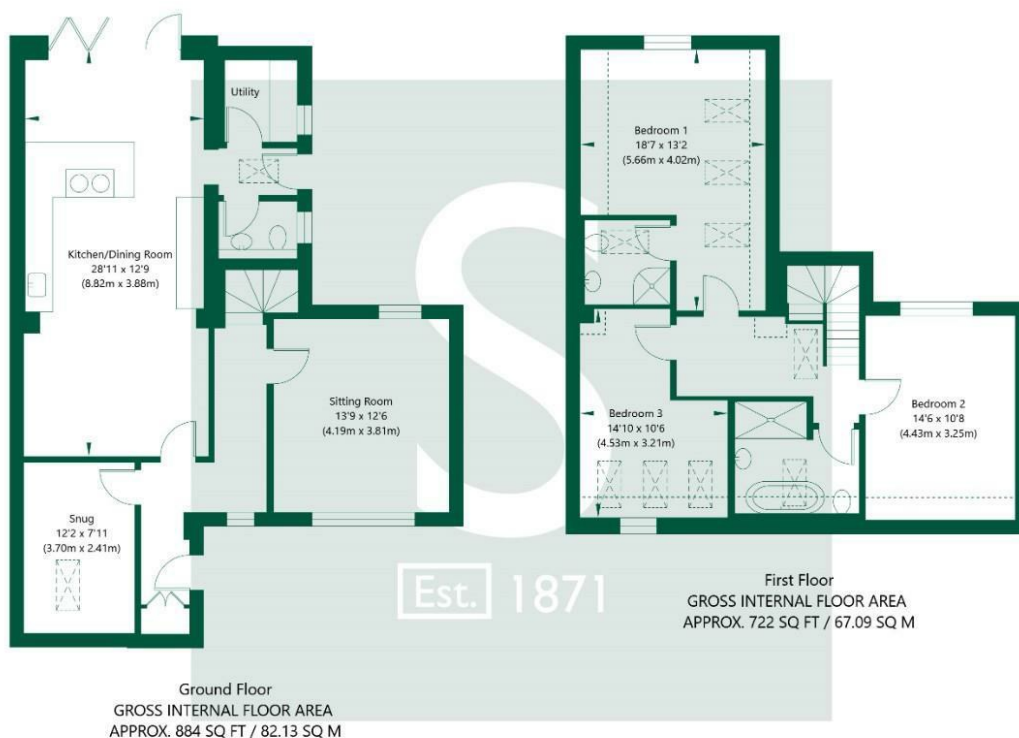 Utility
Kitchen/Dining Room
28'11 x 12'9
(8.82m x 3.88m)
Sitting Room
13'9 x 12'6
(4.19m x 3.81m)
Snug
12'2 x 7'11
(3.70m x 2.41m)
Ground Floor
GROSS INTERNAL FLOOR AREA
APPROX. 884 SQ FT / 82.13 SQ M
Bedroom 1
18'7 x 13'2
(5.66m x 4.02m)
Bedroom 3
14'10 x 10'6
(4.53m x 3.21m)
Bedroom 2
14'6 x 10'8
(4.43m x 3.25m)
First Floor
GROSS INTERNAL FLOOR AREA
APPROX. 722 SQ FT / 67.09 SQ M
S
Est. 1871